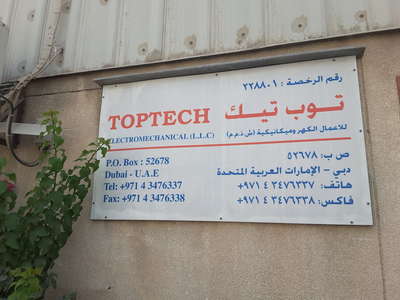 رقم الرخصة : ٢٢٨٨٠١
TOPTECH توب تيك
ELECTROMECHANICAL (L.L.C) للاعمال الكهروميكانيكية (ش.ذ.م.م)
P.O. Box : 52678 ص ب: ٥٢٦٧٨
Dubai - U.A.E دبي - الإمارات العربية المتحدة
Tel: +971 4 3476337 هاتف: ٣٤٧٦٣٣٧ ٤ ٩٧١+
Fax: +971 4 3476338 فاكس: ٣٤٧٦٣٣٨ ٤ ٩٧١+